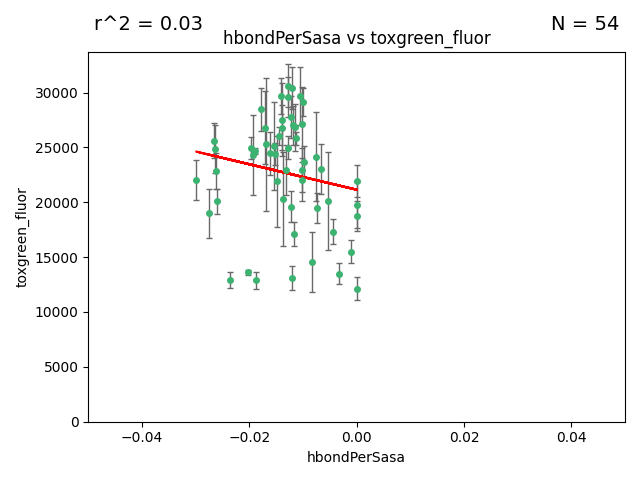 r^2 = 0.03
N = 54
hbondPerSasa vs toxgreen_fluor
toxgreen_fluor
30000
25000
20000
15000
10000
5000
0
−0.04
−0.02
0.00
0.02
0.04
hbondPerSasa